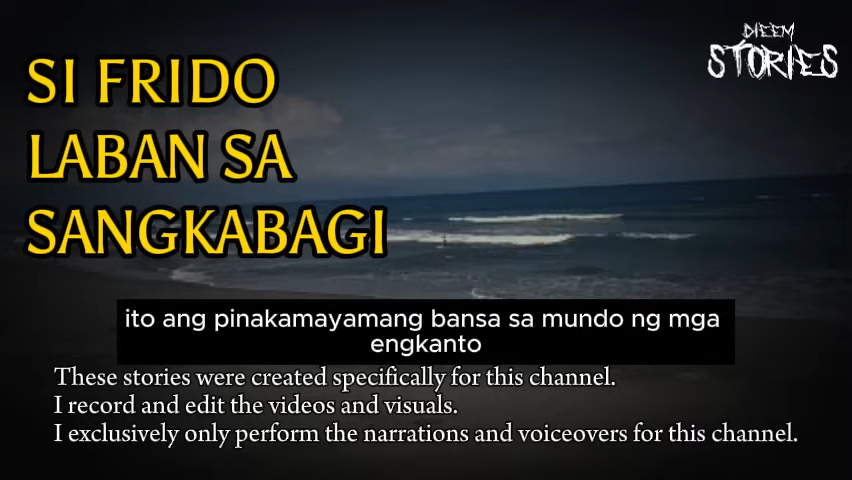 DIEEM
STORIES
SI FRIDO
LABAN SA
SANGKABAGI
ito ang pinakamayamang bansa sa mundo ng mga
engkanto
These stories were created specifically for this channel.
I record and edit the videos and visuals.
I exclusively only perform the narrations and voiceovers for this channel.